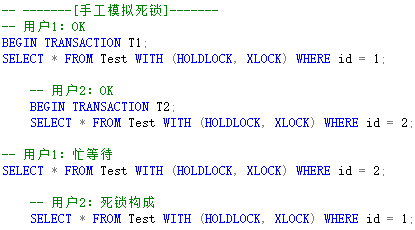 -- -------[手工模拟死锁]-------
-- 用户1：OK
BEGIN TRANSACTION T1;
SELECT * FROM Test WITH (HOLDLOCK, XLOCK) WHERE id = 1;
-- 用户2：OK
BEGIN TRANSACTION T2;
SELECT * FROM Test WITH (HOLDLOCK, XLOCK) WHERE id = 2;
-- 用户1：忙等待
SELECT * FROM Test WITH (HOLDLOCK, XLOCK) WHERE id = 2;
-- 用户2：死锁构成
SELECT * FROM Test WITH (HOLDLOCK, XLOCK) WHERE id = 1;